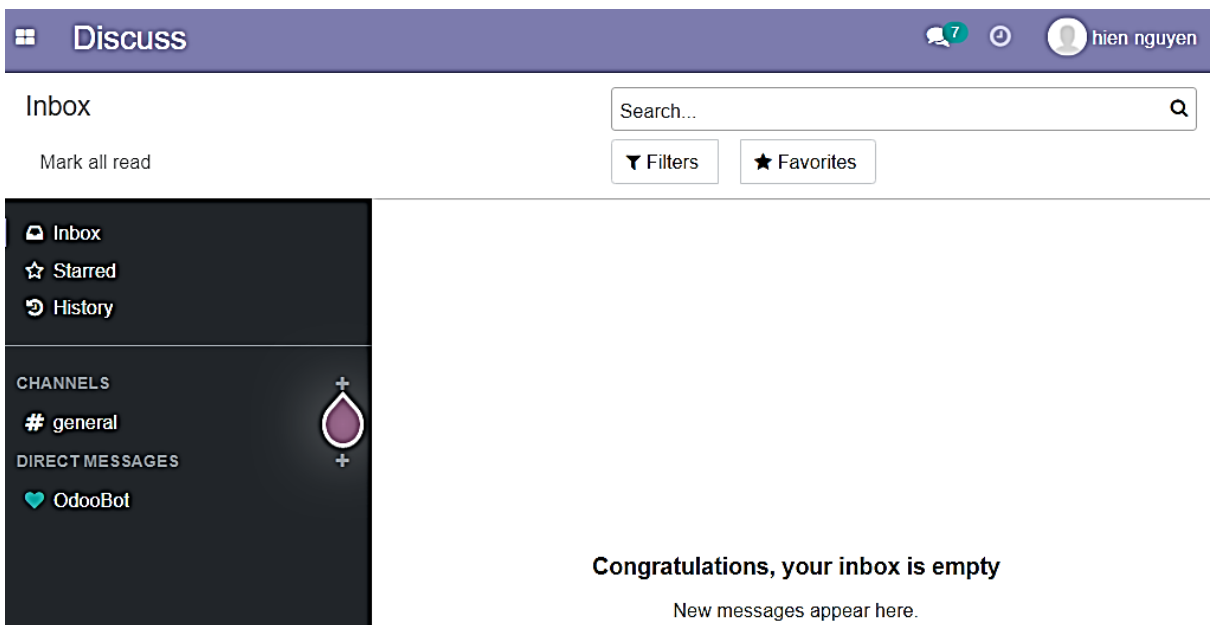 Discuss 7 hien nguyen
Inbox
Search...
Mark all read
Filters Favorites
Inbox
Starred
History
CHANNELS +
# general
DIRECT MESSAGES +
OdooBot
Congratulations, your inbox is empty
New messages appear here.